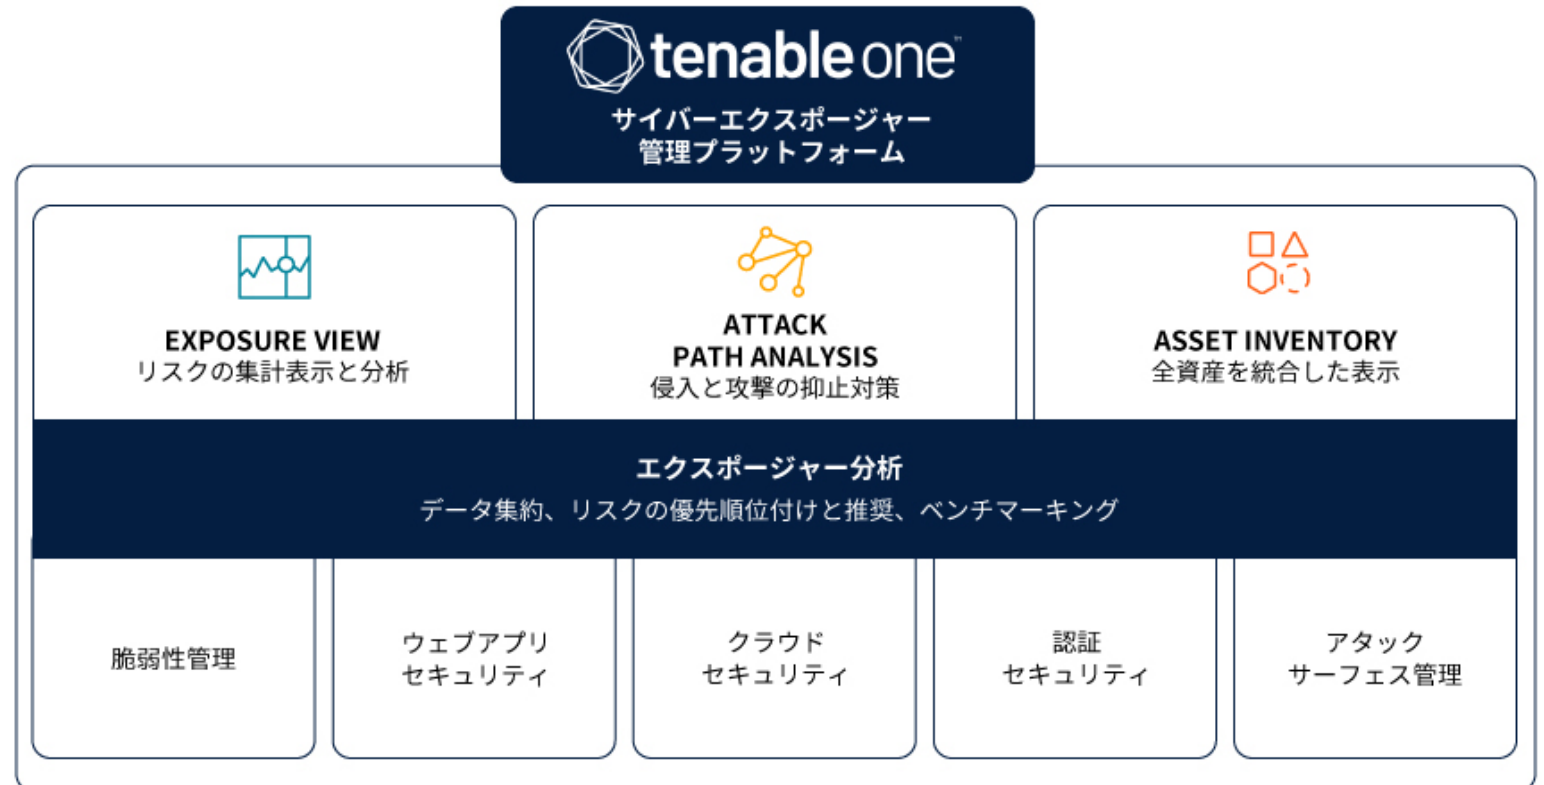 tenable one™
サイバーエクスポージャー
管理プラットフォーム
EXPOSURE VIEW
リスクの集計表示と分析
ATTACK
PATH ANALYSIS
侵入と攻撃の抑止対策
ASSET INVENTORY
全資産を統合した表示
エクスポージャー分析
データ集約、リスクの優先順位付けと推奨、ベンチマーキング
脆弱性管理
ウェブアプリ
セキュリティ
クラウド
セキュリティ
認証
セキュリティ
アタック
サーフェス管理